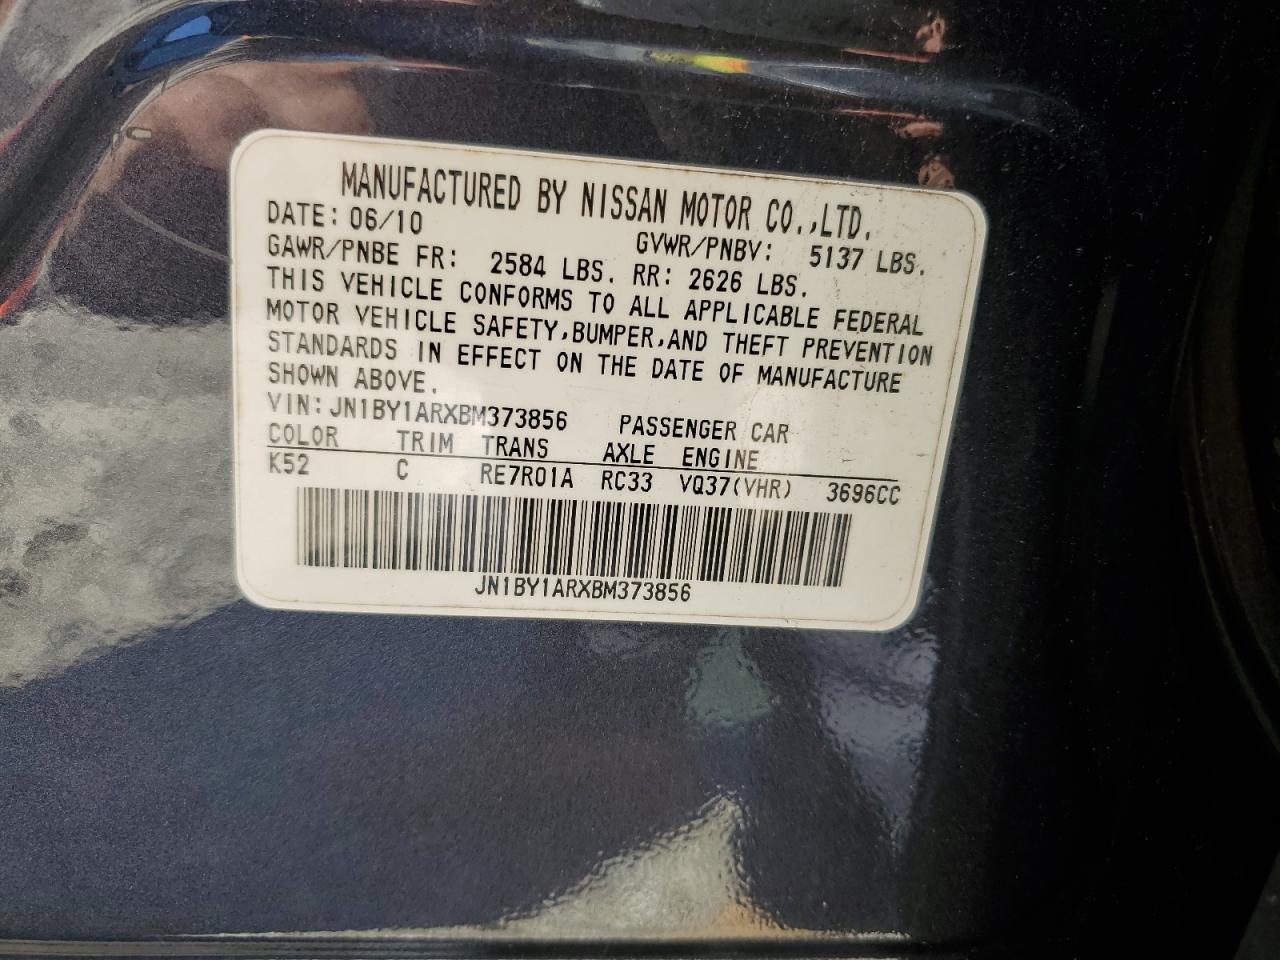 MANUFACTURED BY NISSAN MOTOR CO.,LTD.
DATE: 06/10 GVWR/PNBV: 5137 LBS.
GAWR/PNBE FR: 2584 LBS. RR: 2626 LBS.
THIS VEHICLE CONFORMS TO ALL APPLICABLE FEDERAL
MOTOR VEHICLE SAFETY,BUMPER,AND THEFT PREVENTION
STANDARDS IN EFFECT ON THE DATE OF MANUFACTURE
SHOWN ABOVE.
VIN:JN1BY1ARXBM373856 PASSENGER CAR
COLOR TRIM TRANS AXLE ENGINE
K52 C RE7R01A RC33 VQ37(VHR) 3696CC
JN1BY1ARXBM373856